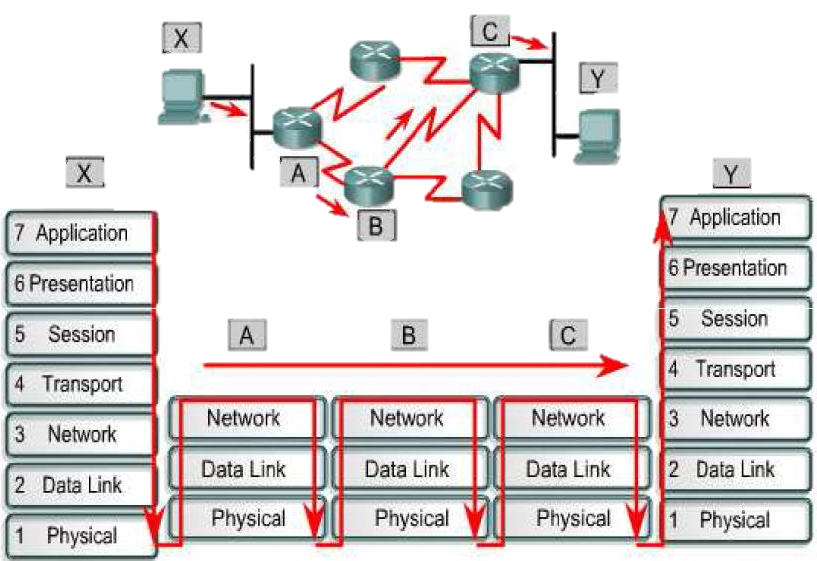 X
C
Y
A
B
X
Y
7 Application
6 Presentation
5 Session
4 Transport
3 Network
2 Data Link
1 Physical
A
B
C
Network
Data Link
Physical
Network
Data Link
Physical
Network
Data Link
Physical
7 Application
6 Presentation
5 Session
4 Transport
3 Network
2 Data Link
1 Physical